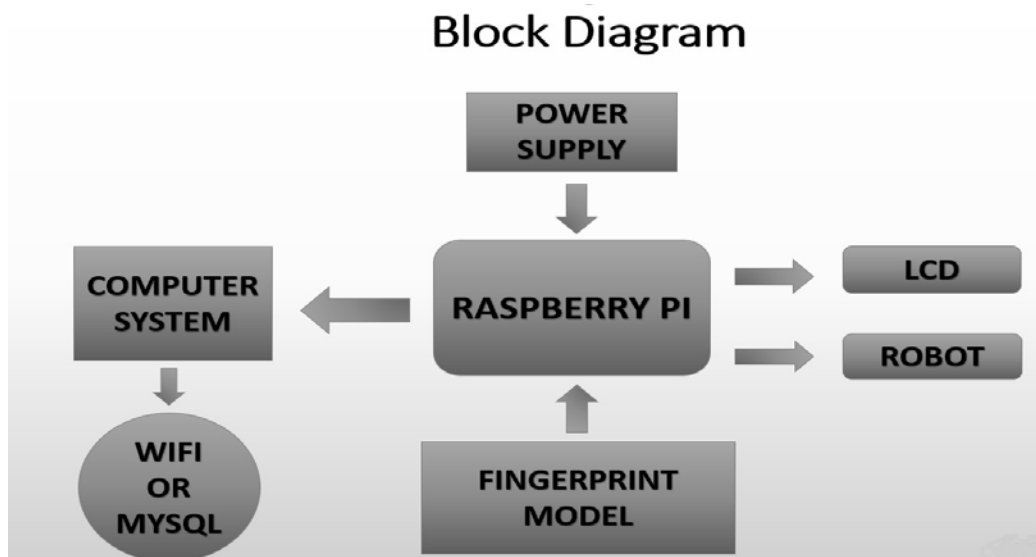 Block Diagram
POWER
SUPPLY
COMPUTER
SYSTEM
RASPBERRY PI
LCD
ROBOT
WIFI
OR
MYSQL
FINGERPRINT
MODEL